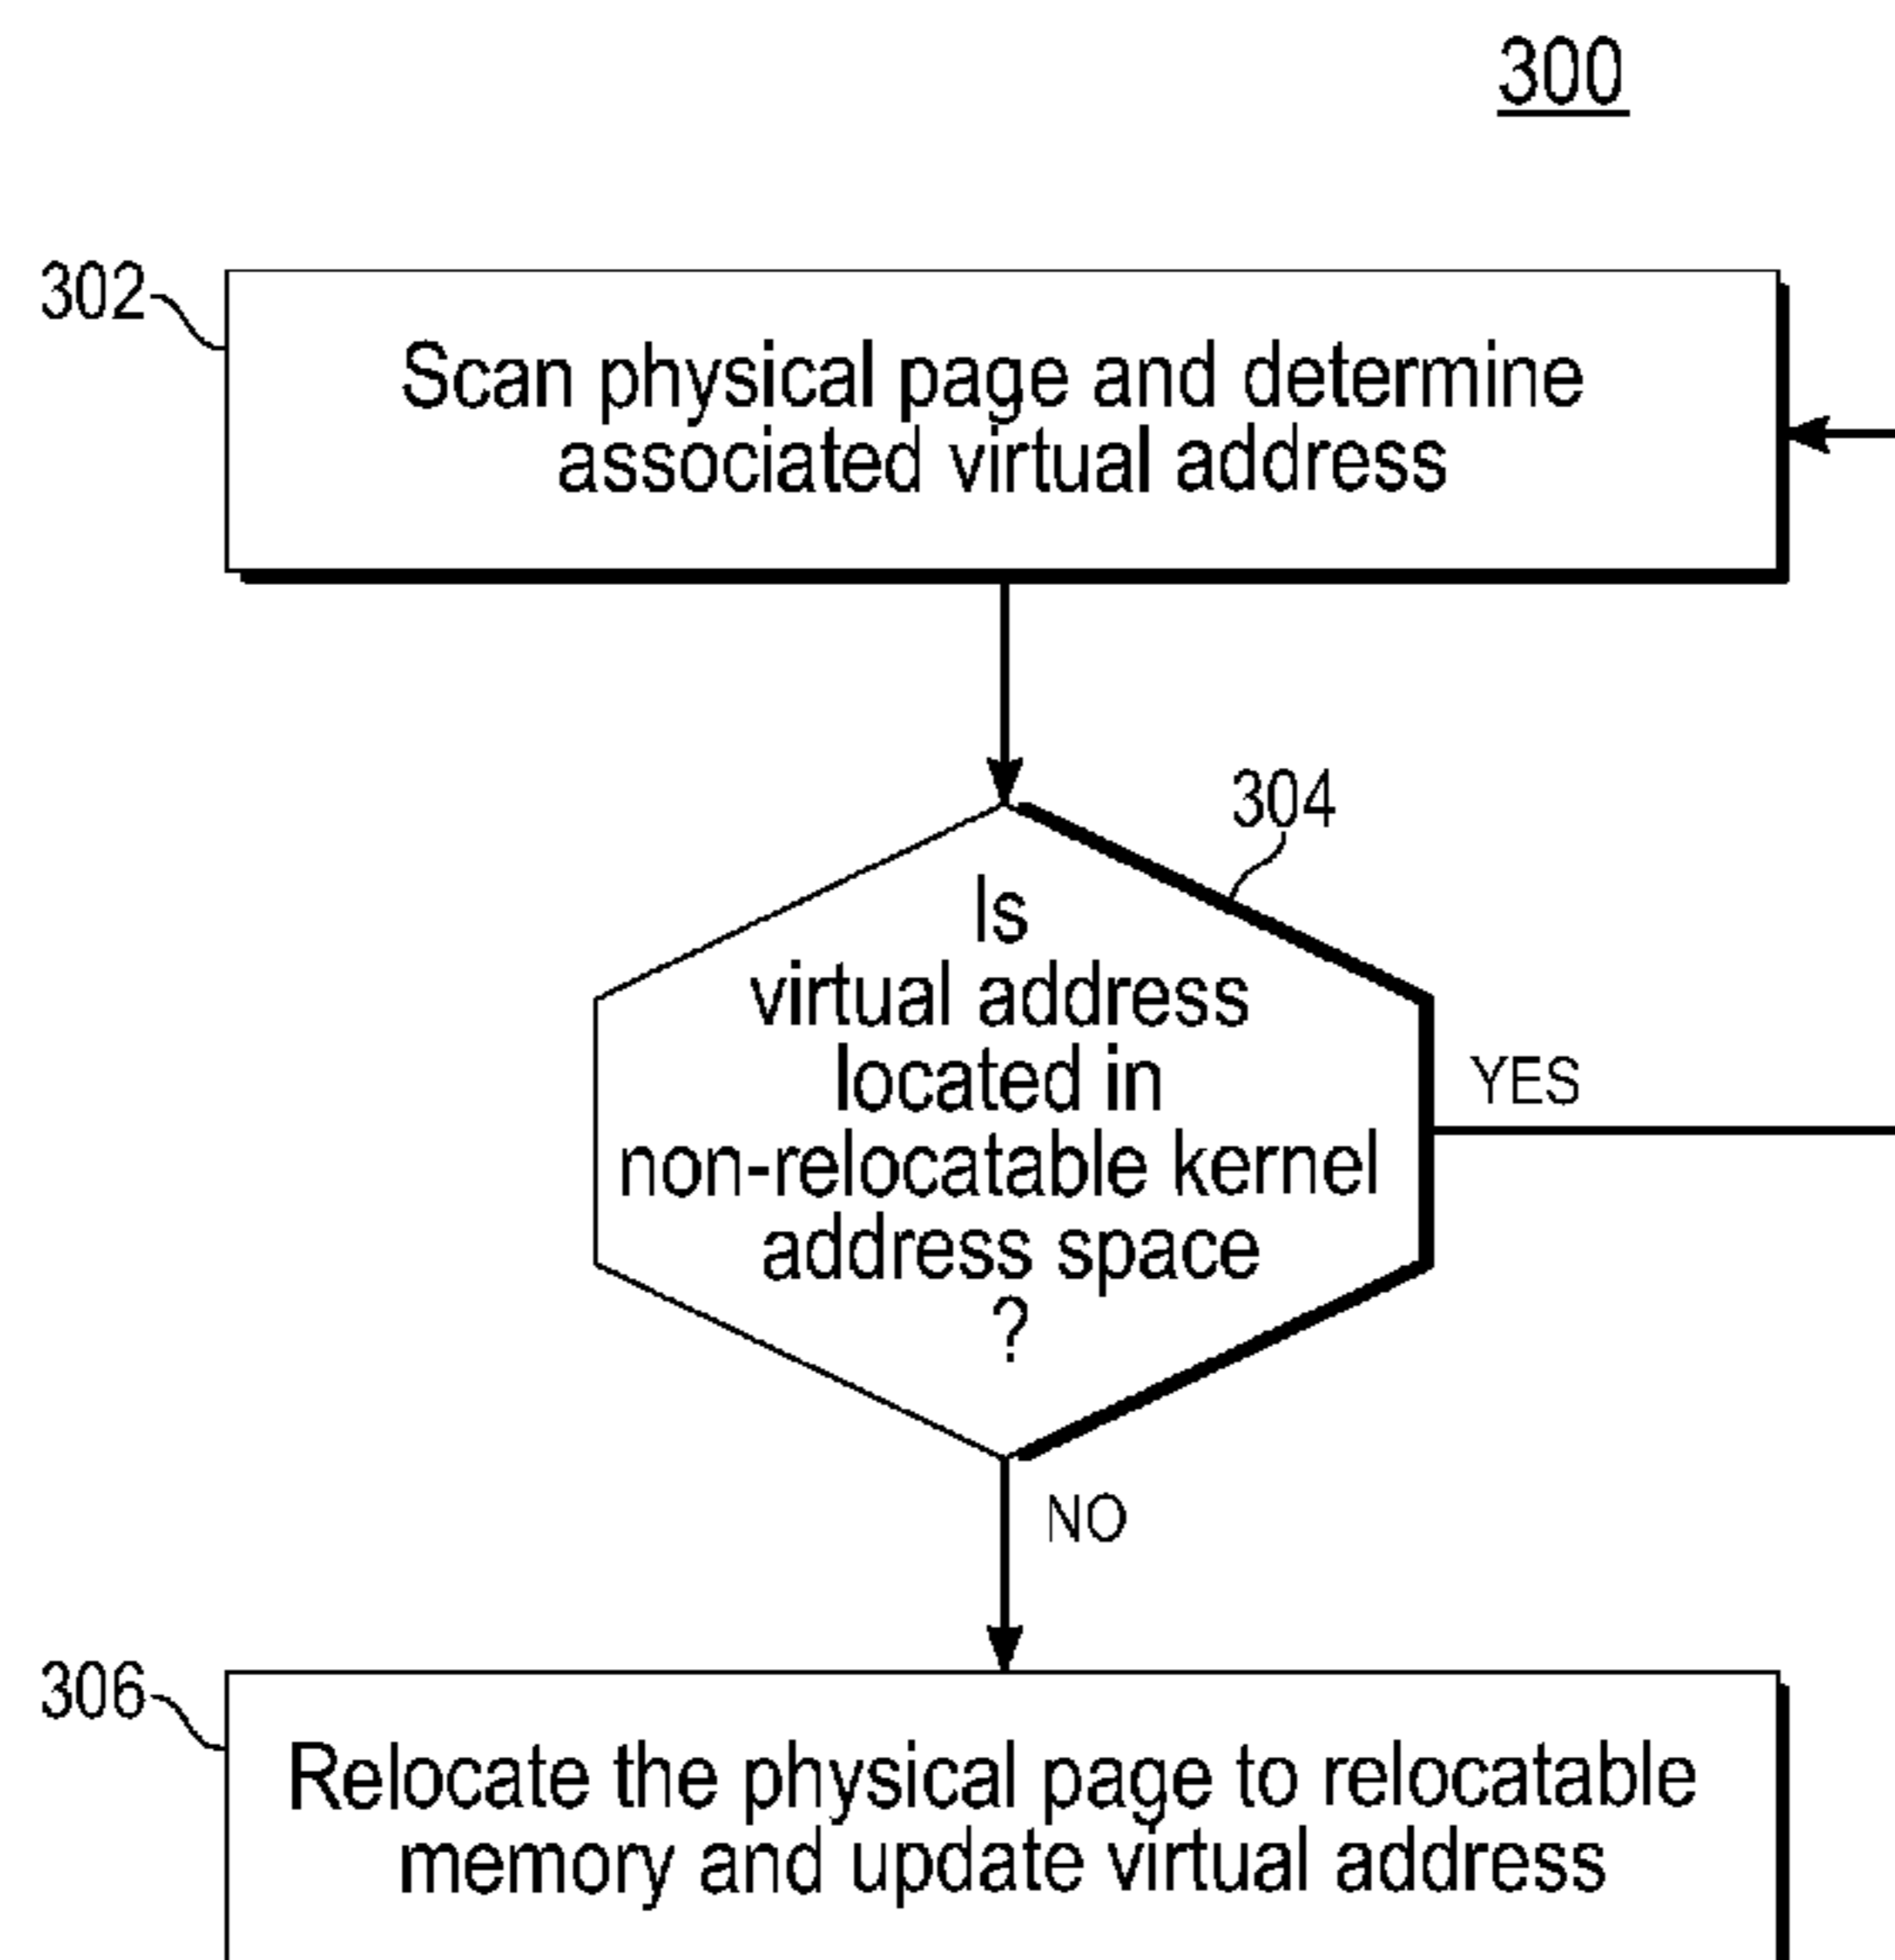 300
302
Scan physical page and determine
associated virtual address
304
Is
virtual address
located in
non-relocatable kernel
address space
?
YES
NO
306
Relocate the physical page to relocatable
memory and update virtual address